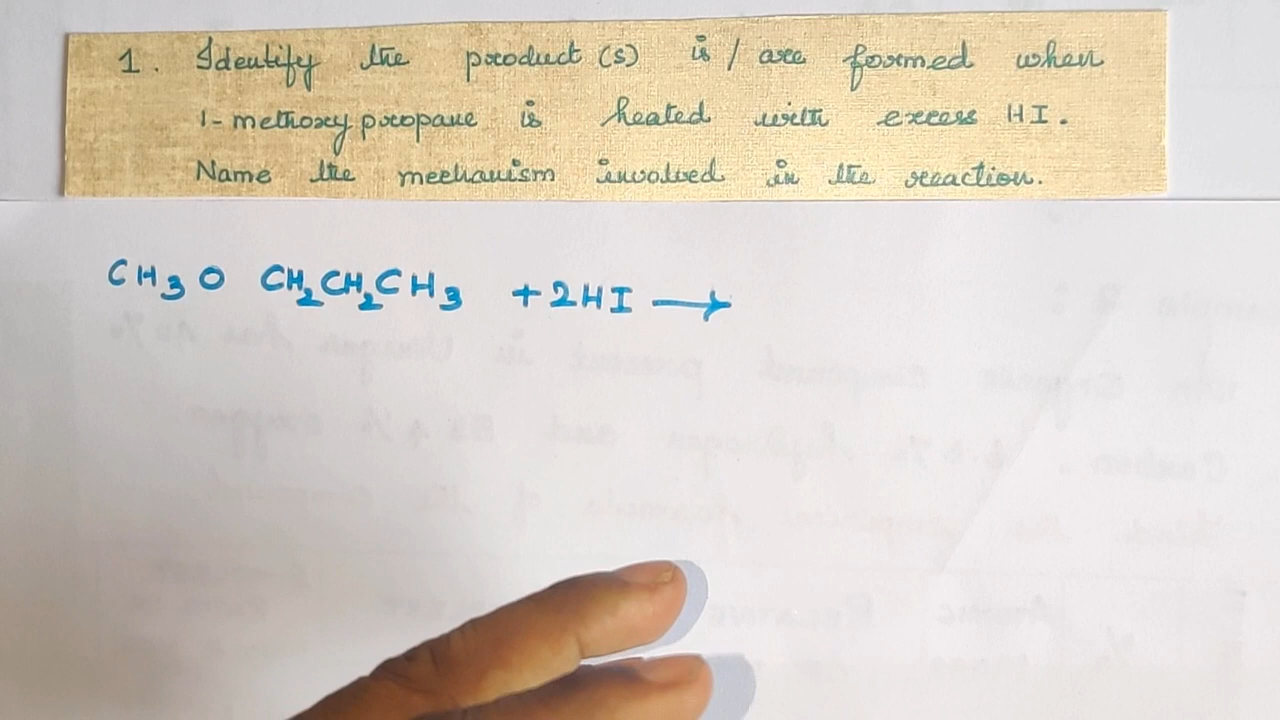 1. Identify the product (s) is / are formed when
1-methoxy propane is heated with excess HI.
Name the mechanism involved in the reaction.
CH₃O CH₂CH₂CH₃ + 2HI ⟶